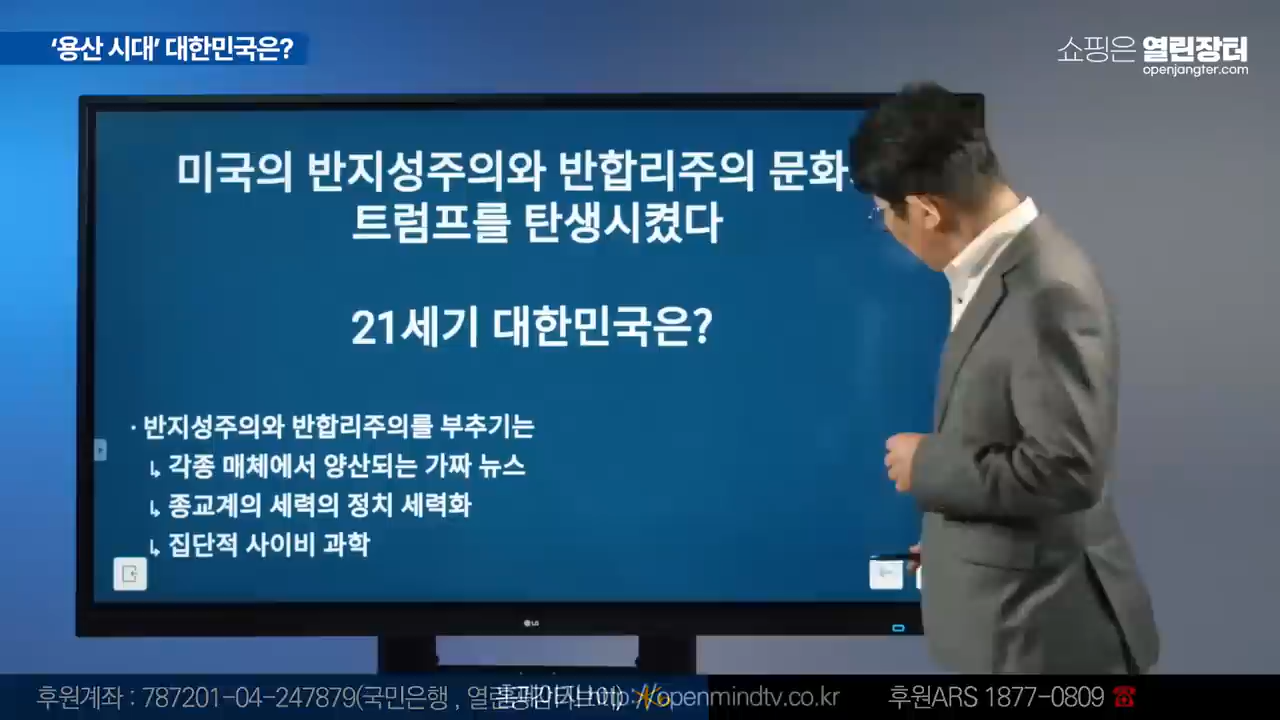 ‘용산 시대’ 대한민국은?
쇼핑은 열린장터
openjangter.com
미국의 반지성주의와 반합리주의 문화
트럼프를 탄생시켰다
21세기 대한민국은?
· 반지성주의와 반합리주의를 부추기는
↳ 각종 매체에서 양산되는 가짜 뉴스
↳ 종교계의 세력의 정치 세력화
↳ 집단적 사이비 과학
LG
후원계좌 : 787201-04-247879(국민은행 , openmindtv.co.kr 후원ARS 1877-0809